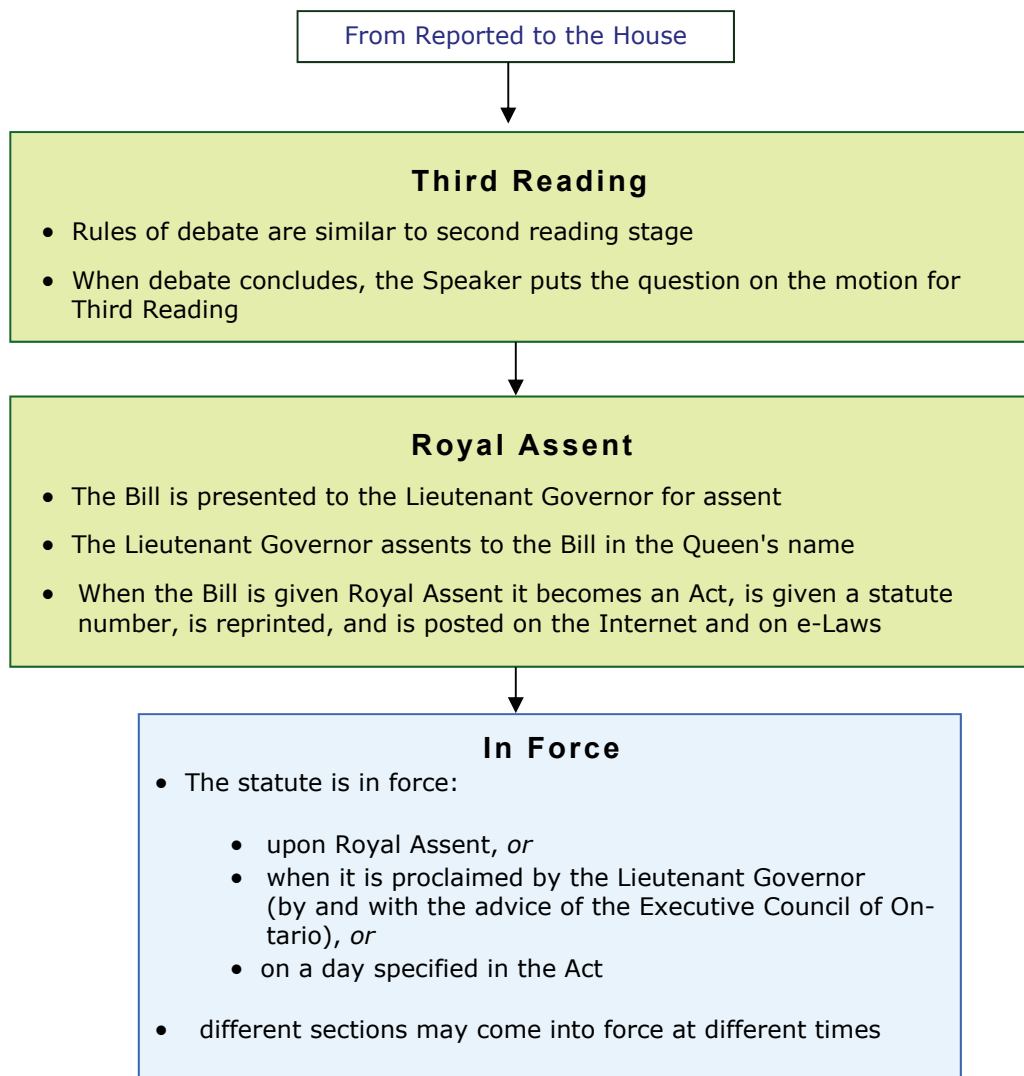 From Reported to the House
Third Reading
• Rules of debate are similar to second reading stage
• When debate concludes, the Speaker puts the question on the motion for
Third Reading
Royal Assent
• The Bill is presented to the Lieutenant Governor for assent
• The Lieutenant Governor assents to the Bill in the Queen's name
• When the Bill is given Royal Assent it becomes an Act, is given a statute
number, is reprinted, and is posted on the Internet and on e-Laws
In Force
• The statute is in force:
• upon Royal Assent, or
• when it is proclaimed by the Lieutenant Governor
(by and with the advice of the Executive Council of On-
tario), or
• on a day specified in the Act
• different sections may come into force at different times